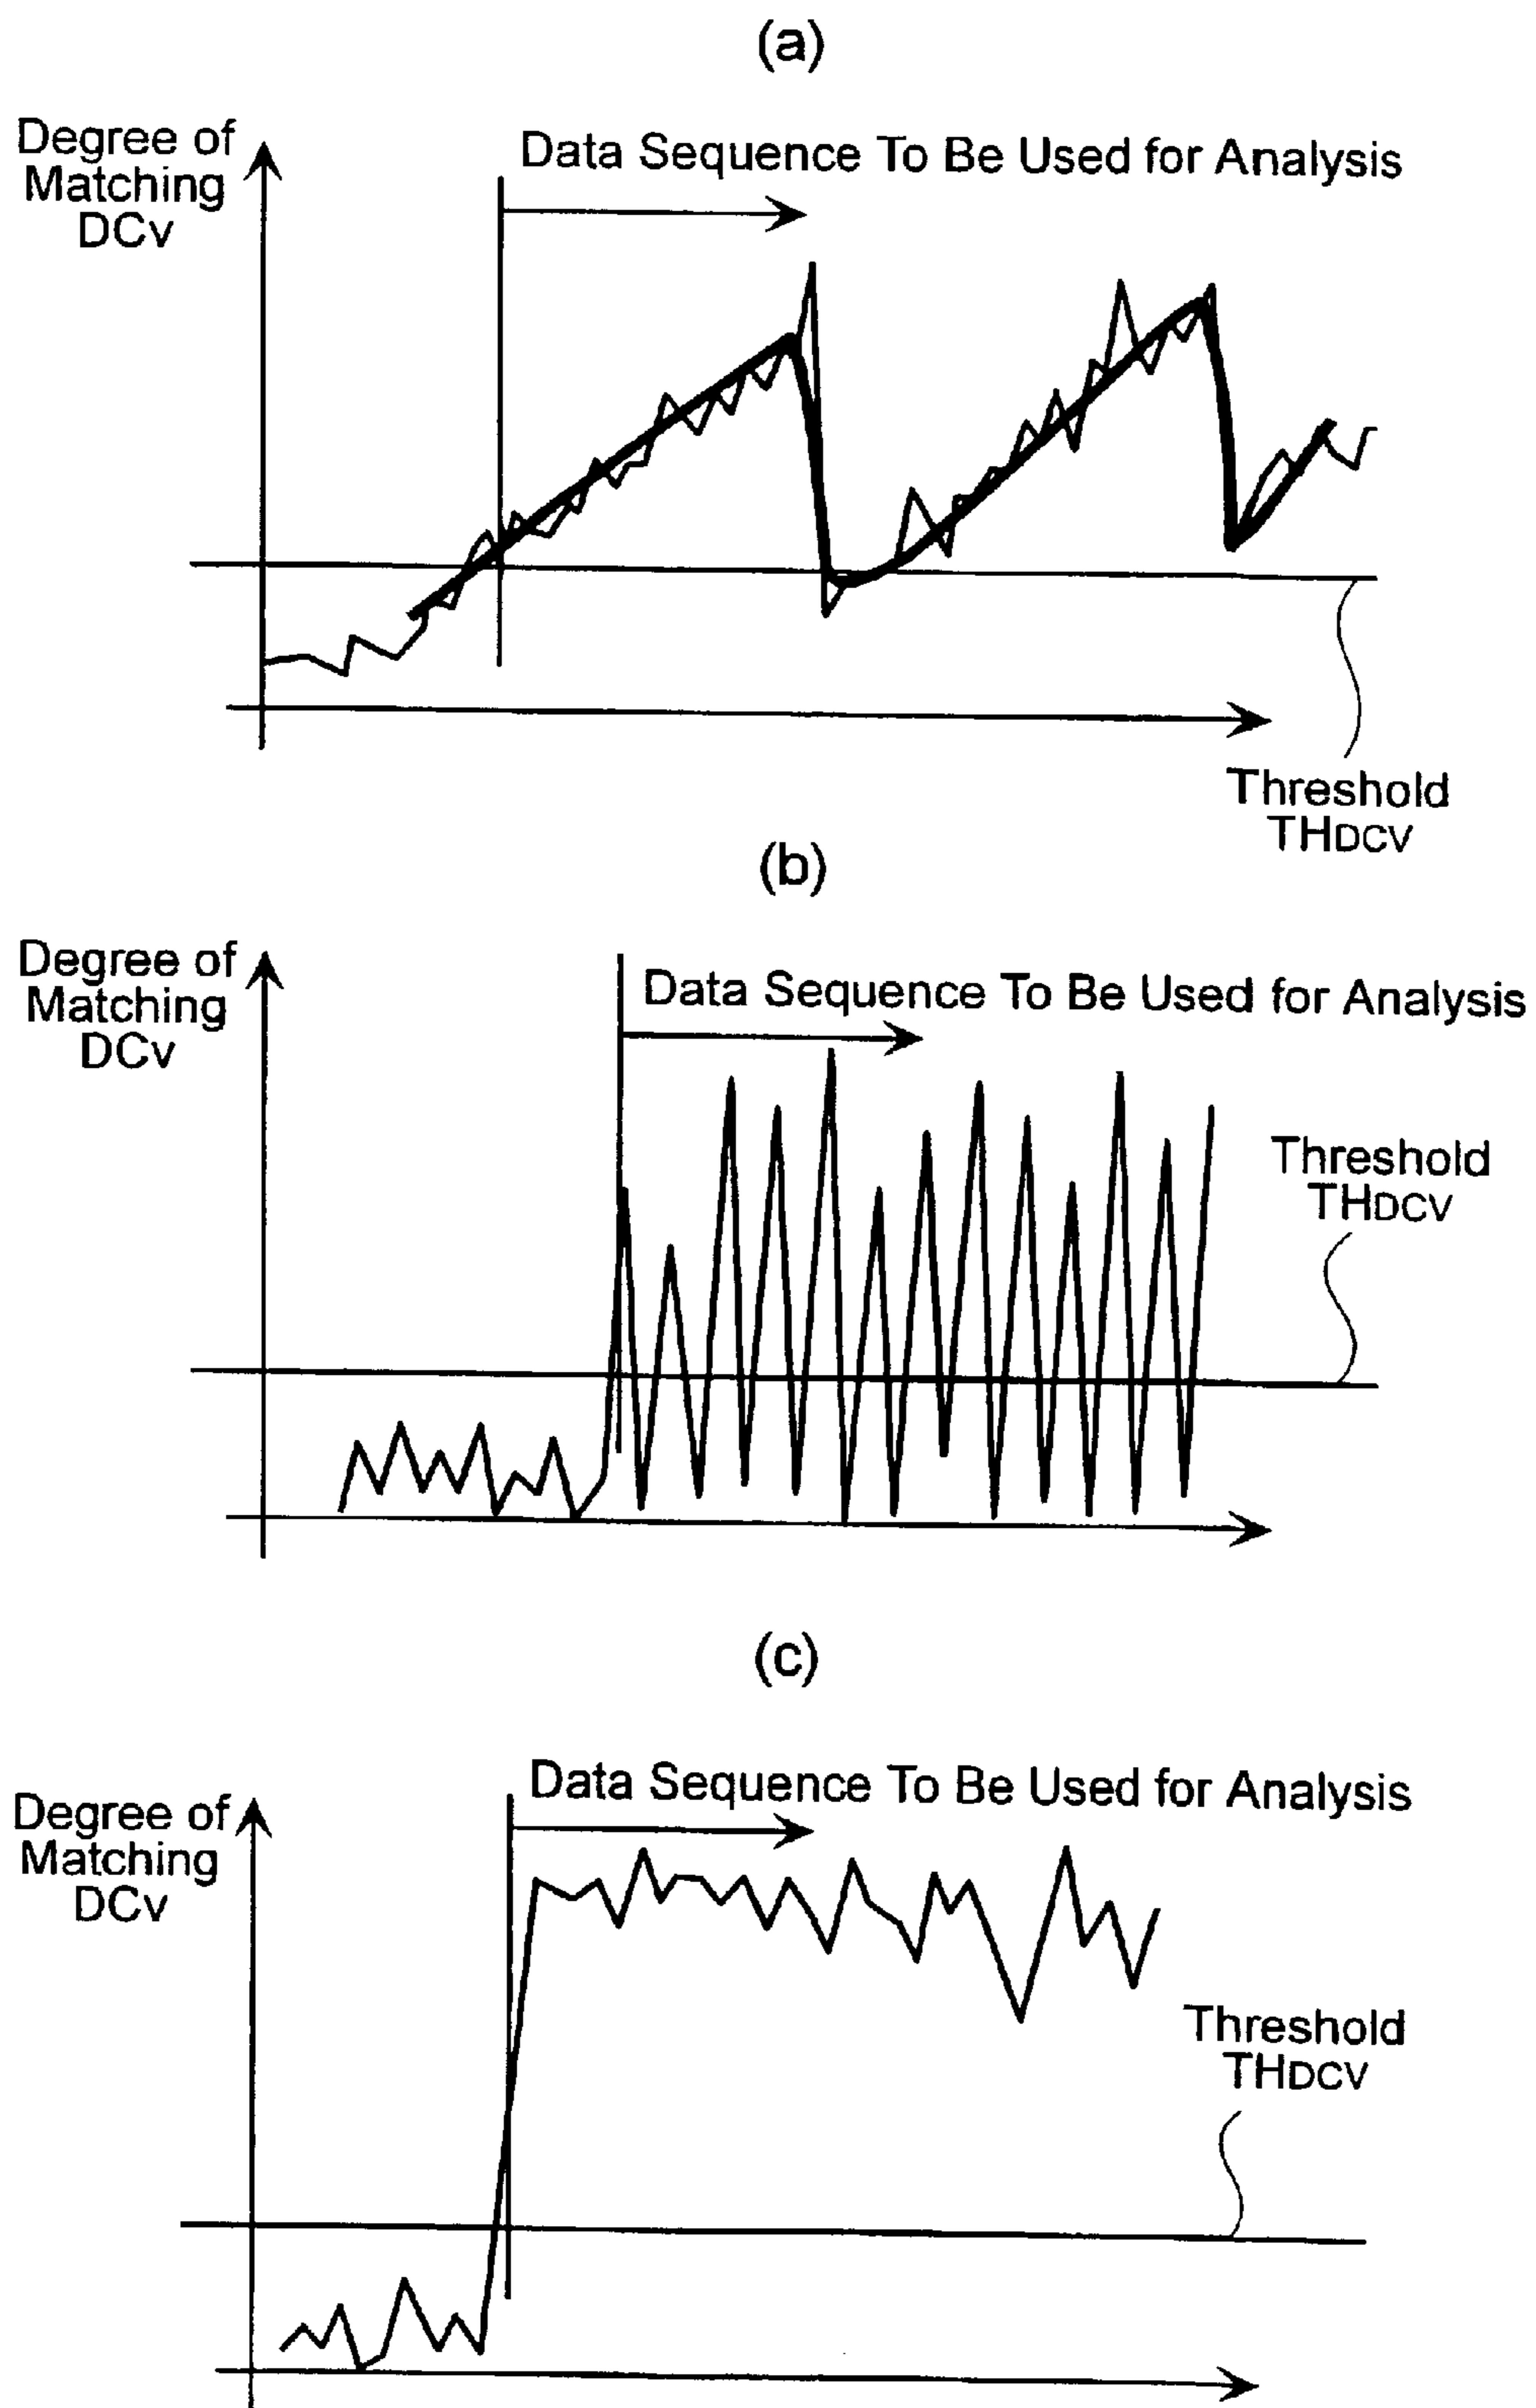 (a)
Degree of
Matching
DCv
Data Sequence To Be Used for Analysis
Threshold
THDCV
(b)
Degree of
Matching
DCv
Data Sequence To Be Used for Analysis
Threshold
THDCV
(c)
Degree of
Matching
DCv
Data Sequence To Be Used for Analysis
Threshold
THDCV